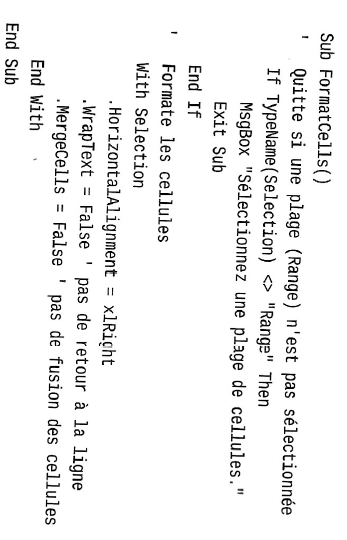 Sub FormatCells()
' Quitte si une plage (Range) n'est pas sélectionnée
If TypeName(Selection) <> "Range" Then
MsgBox "Sélectionnez une plage de cellules."
Exit Sub
End If
' Formate les cellules
With Selection
.HorizontalAlignment = xlRight
.WrapText = False ' pas de retour à la ligne
.MergeCells = False ' pas de fusion des cellules
End With
End Sub